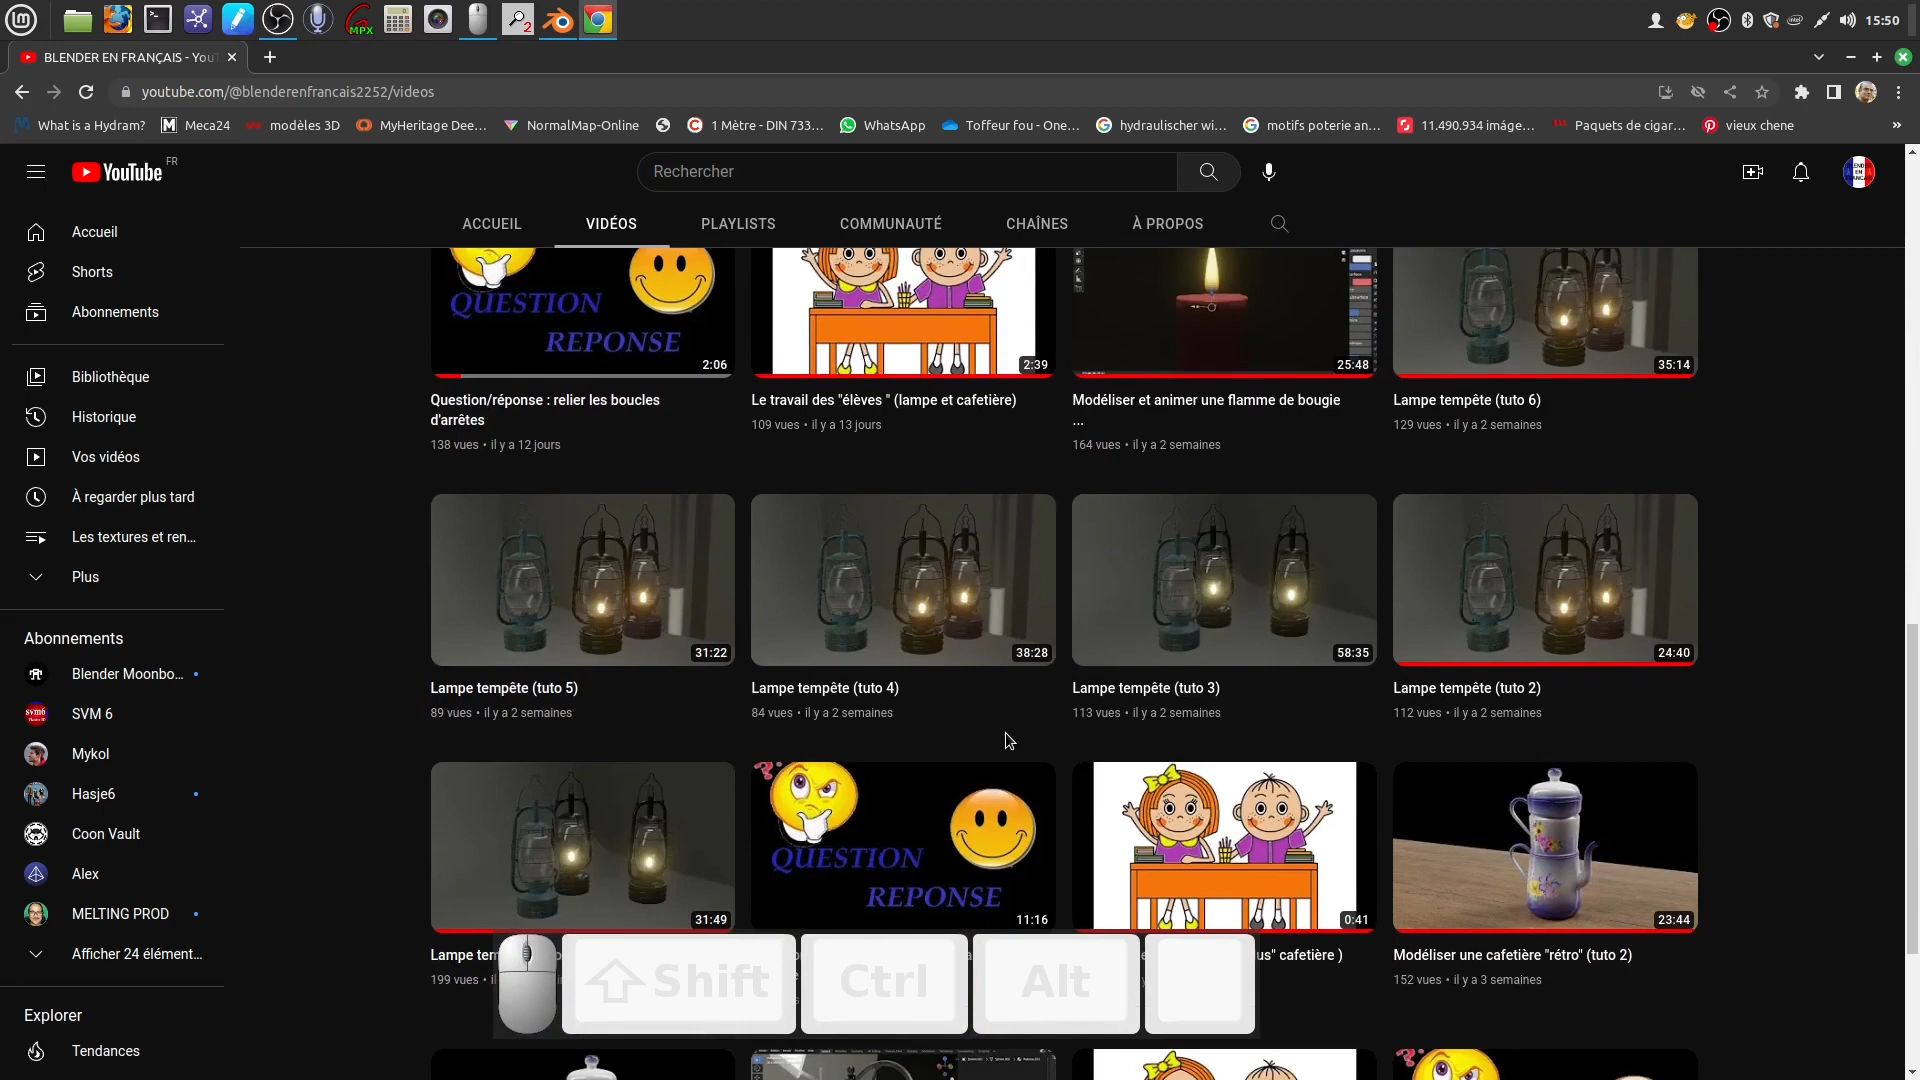 15:50
BLENDER EN FRANÇAIS - YouT
youtube.com/@blenderenfrancais2252/videos
What is a Hydram?
Meca24
modèles 3D
MyHeritage Dee...
NormalMap-Online
1 Mètre - DIN 733...
WhatsApp
Toffeur fou - One...
hydraulischer wi...
motifs poterie an...
11.490.934 imáge...
Paquets de cigar...
vieux chene
YouTube FR
Rechercher
ACCUEIL
VIDÉOS
PLAYLISTS
COMMUNAUTÉ
CHAÎNES
À PROPOS
Accueil
Shorts
Abonnements
Bibliothèque
Historique
Vos vidéos
À regarder plus tard
Les textures et ren...
Plus
Abonnements
Blender Moonbo...
SVM 6
Mykol
Hasje6
Coon Vault
Alex
MELTING PROD
Afficher 24 élément...
Explorer
Tendances
QUESTION
REPONSE
2:06
2:39
25:48
35:14
Question/réponse : relier les boucles
d'arrêtes
138 vues • il y a 12 jours
Le travail des "élèves " (lampe et cafetière)
109 vues • il y a 13 jours
Modéliser et animer une flamme de bougie
...
164 vues • il y a 2 semaines
Lampe tempête (tuto 6)
129 vues • il y a 2 semaines
31:22
38:28
58:35
24:40
Lampe tempête (tuto 5)
89 vues • il y a 2 semaines
Lampe tempête (tuto 4)
84 vues • il y a 2 semaines
Lampe tempête (tuto 3)
113 vues • il y a 2 semaines
Lampe tempête (tuto 2)
112 vues • il y a 2 semaines
QUESTION
REPONSE
31:49
11:16
0:41
23:44
Lampe tem
199 vues •
us" cafetière )
Modéliser une cafetière "rétro" (tuto 2)
152 vues • il y a 3 semaines
Shift
Ctrl
Alt